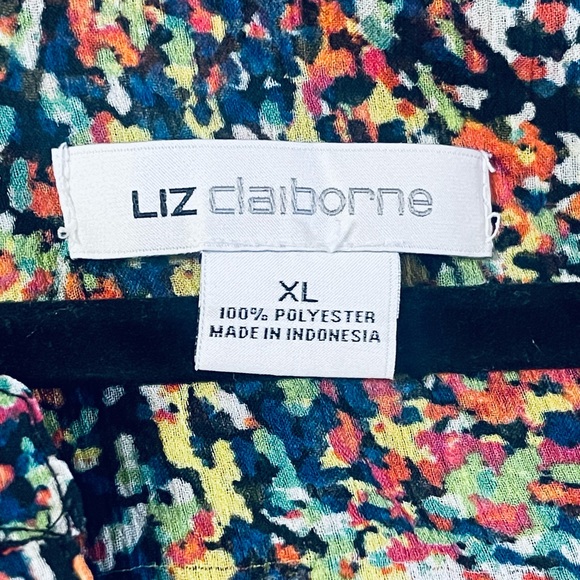 LIZ claiborne
XL
100% POLYESTER
MADE IN INDONESIA